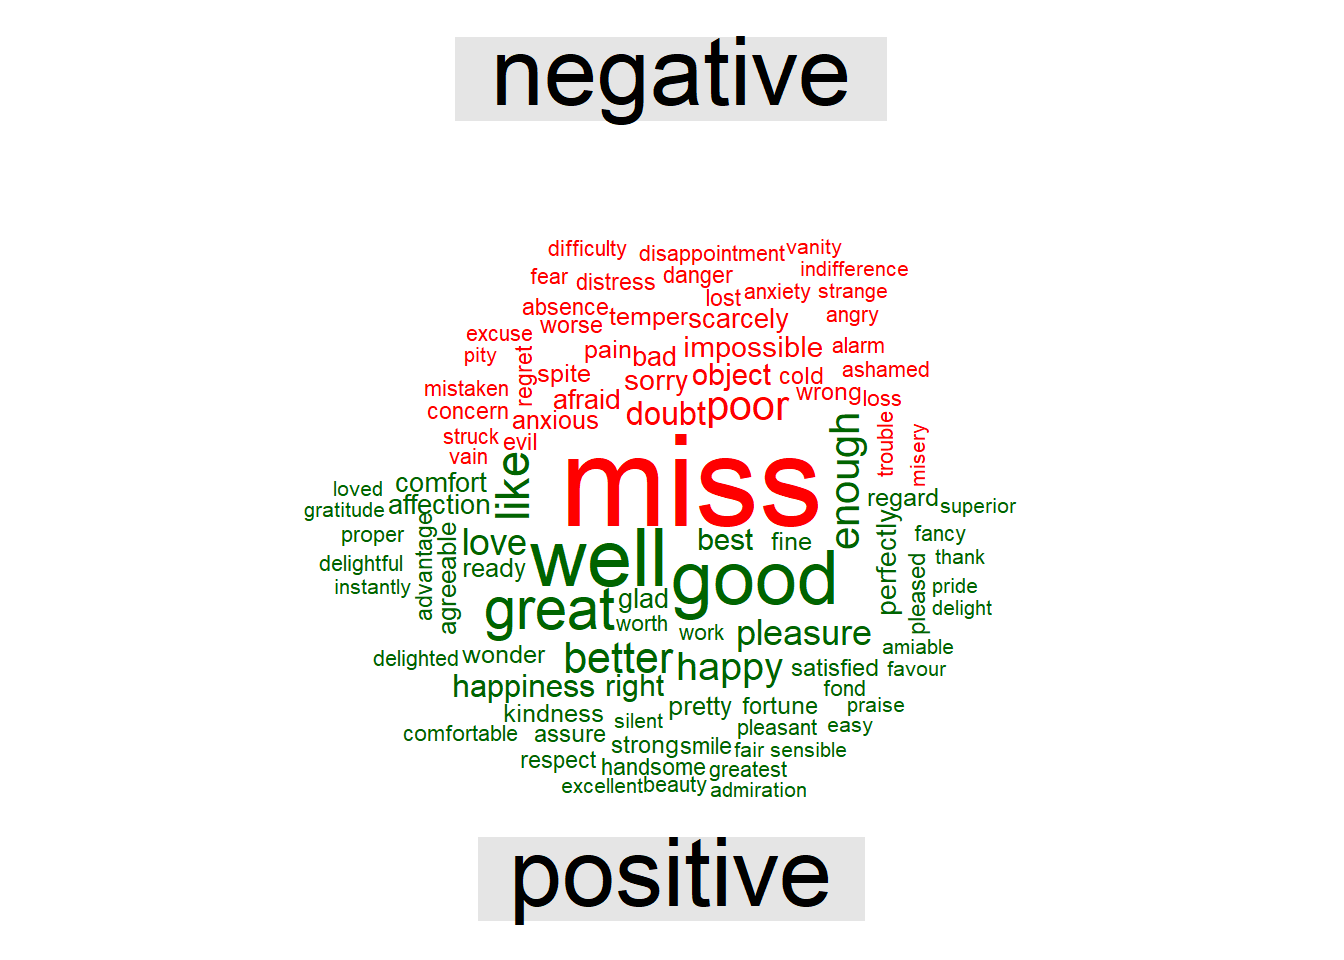 negative
difficulty disappointment vanity
fear distress danger indifference
absence lost anxiety strange
excuse worse temper scarcely angry
pity regret pain bad impossible alarm
mistaken spite sorry object cold ashamed
concern anxious afraid doubt poor wrong loss
struck evil trouble misery
vain like miss enough
loved comfort regard superior
gratitude affection
proper advantage agreeable love well best fine perfectly fancy
delightful ready good pleased thank
instantly great glad pride
worth work pleasure delight
delighted wonder better happy satisfied amiable favour
happiness right fond
kindness silent pretty fortune praise
comfortable assure pleasant easy
respect strong smile fair sensible
handsome greatest
excellent beauty admiration
positive